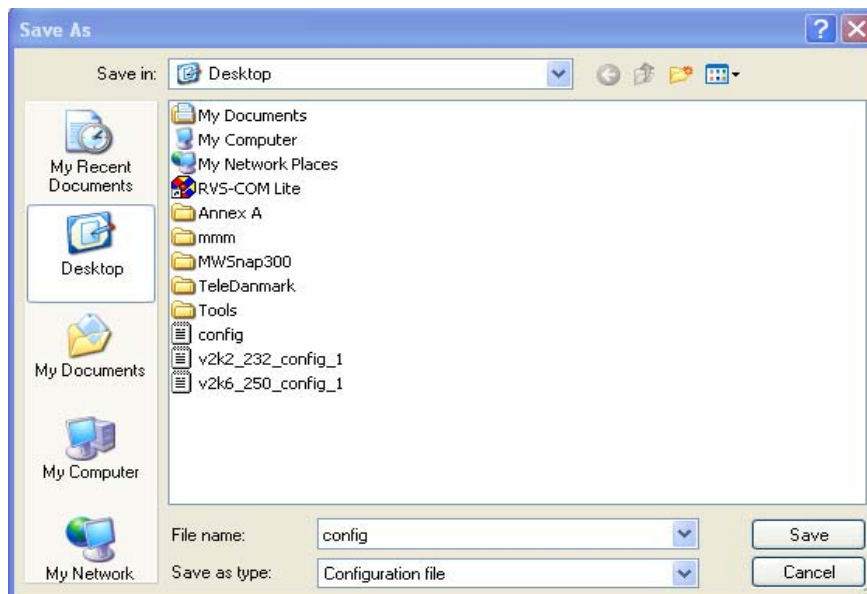 Save As
Save in:
Desktop
My Recent
Documents
Desktop
My Documents
My Computer
My Network
My Documents
My Computer
My Network Places
RVS-COM Lite
Annex A
mmm
MWSnap300
TeleDanmark
Tools
config
v2k2_232_config_1
v2k6_250_config_1
File name:
config
Save
Save as type:
Configuration file
Cancel